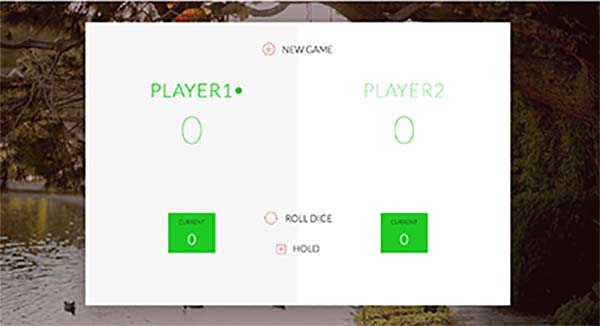 NEW GAME
PLAYER1
PLAYER2
0
0
CURRENT
0
CURRENT
0
ROLL DICE
HOLD